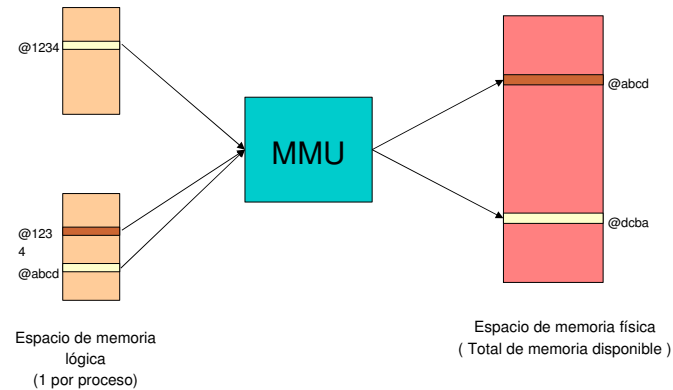 @1234
MMU
@abcd
@123
4
@abcd
@dcba
Espacio de memoria
lógica
(1 por proceso)
Espacio de memoria física
( Total de memoria disponible )